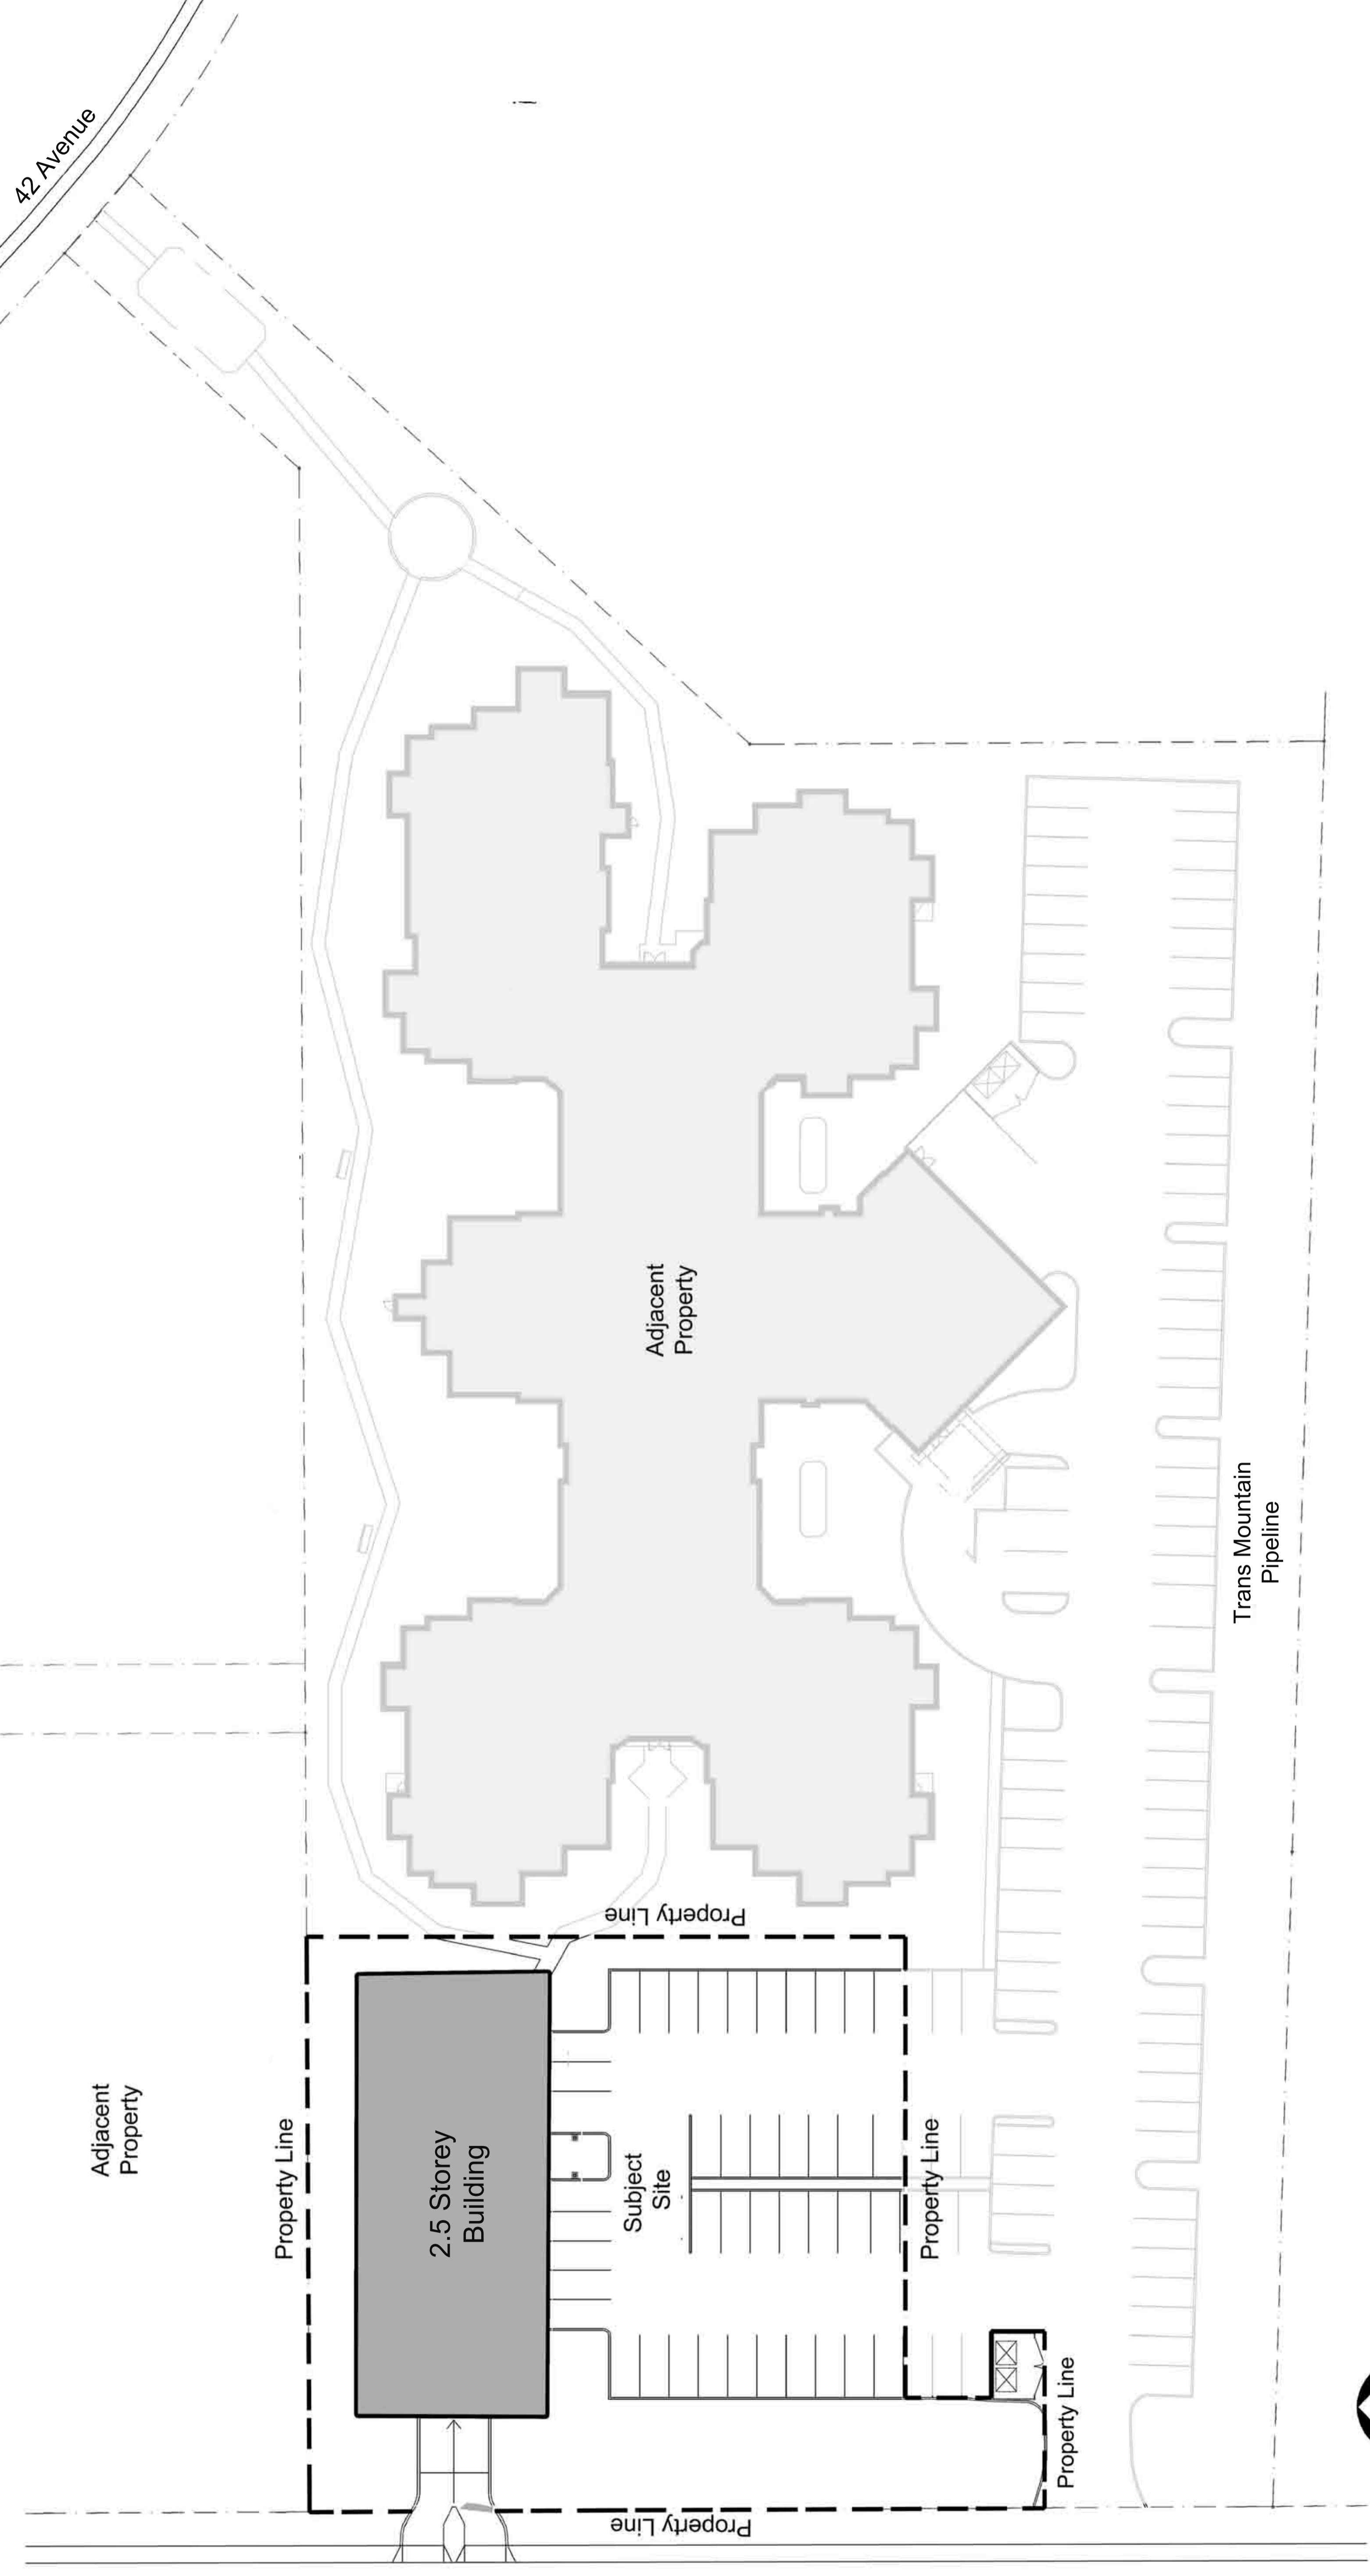 42 Avenue
Adjacent
Property
Trans Mountain
Pipeline
Property Line
Adjacent
Property
Property Line
2.5 Storey
Building
Subject
Site
Property Line
Property Line
Property Line